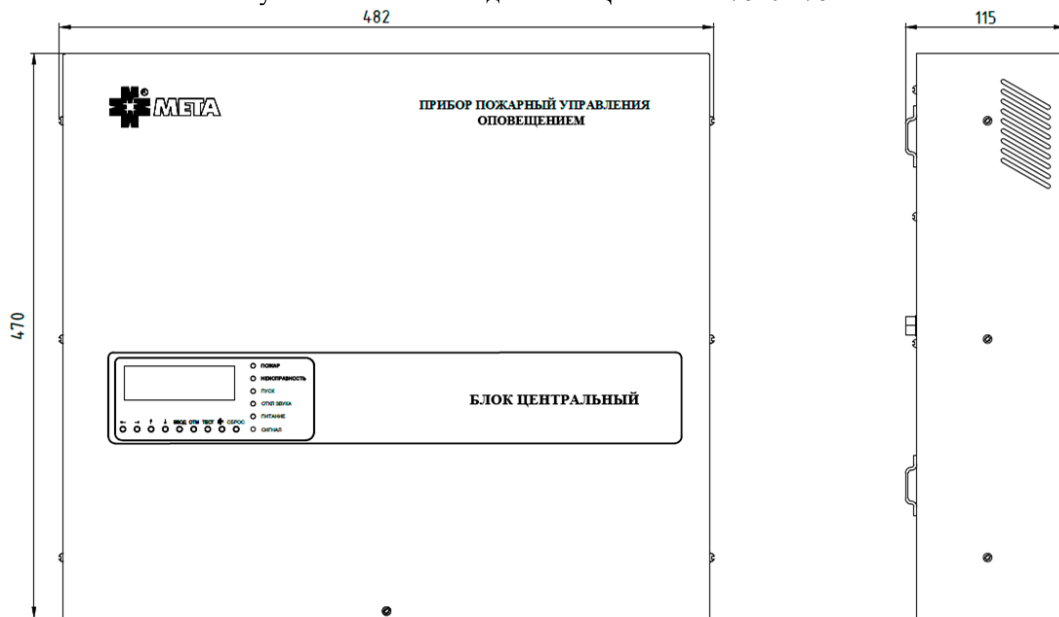 482
115
МЕТА
ПРИБОР ПОЖАРНЫЙ УПРАВЛЕНИЯ
ОПОВЕЩЕНИЕМ
470
ПОЖАР
НЕИСПРАВНОСТЬ
ПУСК
ОТКЛ ЗВУКА
ПИТАНИЕ
СИГНАЛ
← → ↑ ↓ ВВОД ОТМ ТЕСТ СБРОС
БЛОК ЦЕНТРАЛЬНЫЙ